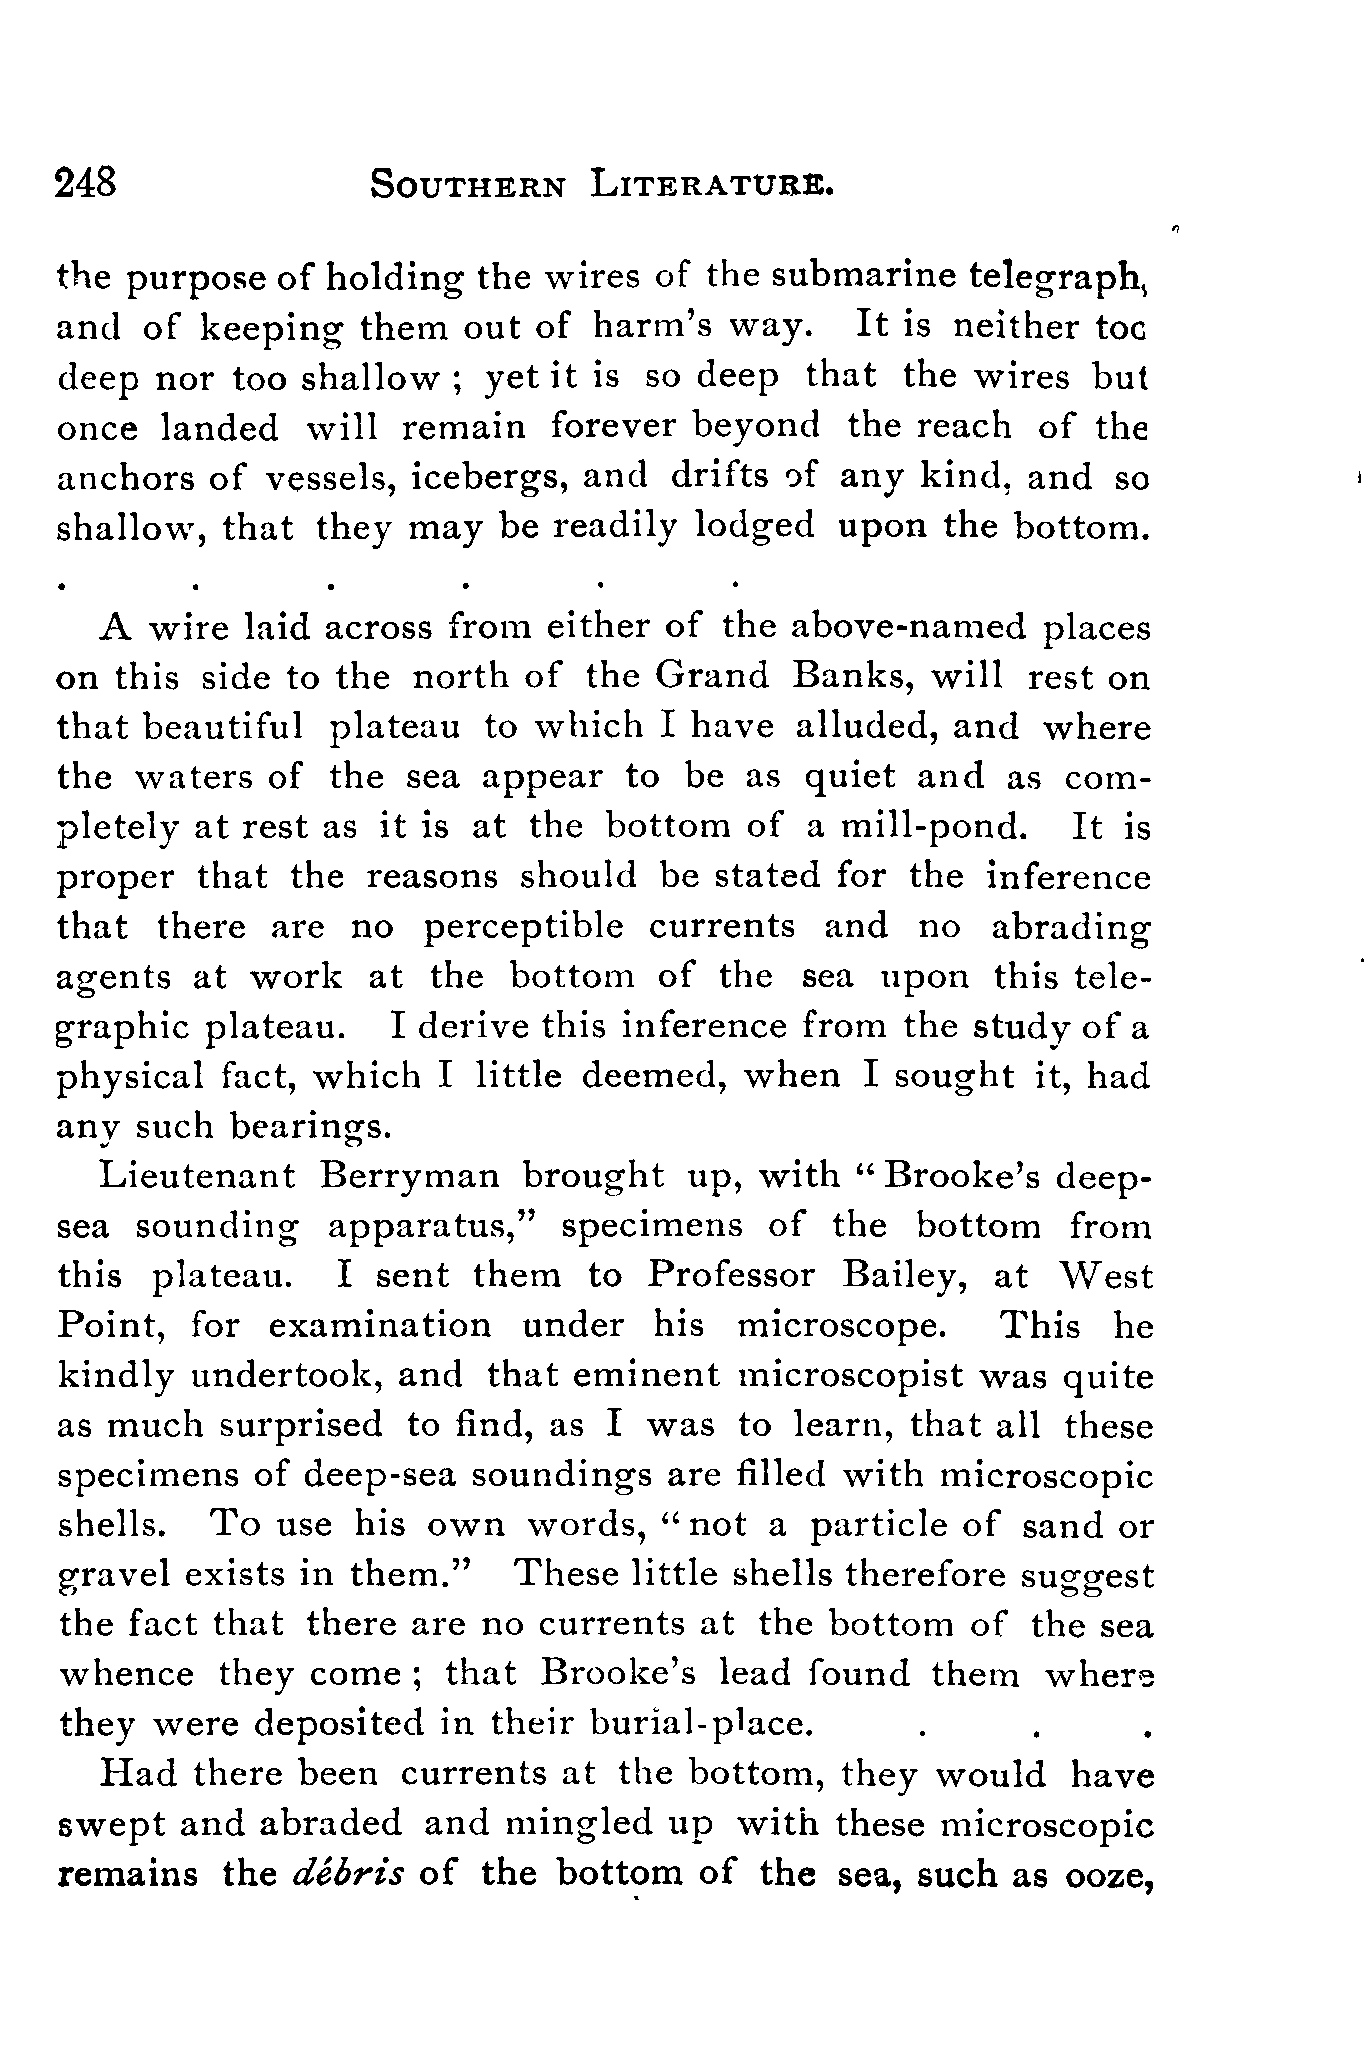 248 SOUTHERN LITERATURE.
the purpose of holding the wires of the submarine telegraph,
and of keeping them out of harm's way. It is neither too
deep nor too shallow ; yet it is so deep that the wires but
once landed will remain forever beyond the reach of the
anchors of vessels, icebergs, and drifts of any kind, and so
shallow, that they may be readily lodged upon the bottom.
. . . . . .
A wire laid across from either of the above-named places
on this side to the north of the Grand Banks, will rest on
that beautiful plateau to which I have alluded, and where
the waters of the sea appear to be as quiet and as com-
pletely at rest as it is at the bottom of a mill-pond. It is
proper that the reasons should be stated for the inference
that there are no perceptible currents and no abrading
agents at work at the bottom of the sea upon this tele-
graphic plateau. I derive this inference from the study of a
physical fact, which I little deemed, when I sought it, had
any such bearings.
Lieutenant Berryman brought up, with “ Brooke's deep-
sea sounding apparatus,” specimens of the bottom from
this plateau. I sent them to Professor Bailey, at West
Point, for examination under his microscope. This he
kindly undertook, and that eminent microscopist was quite
as much surprised to find, as I was to learn, that all these
specimens of deep-sea soundings are filled with microscopic
shells. To use his own words, “ not a particle of sand or
gravel exists in them.” These little shells therefore suggest
the fact that there are no currents at the bottom of the sea
whence they come ; that Brooke's lead found them where
they were deposited in their burial-place. . . .
Had there been currents at the bottom, they would have
swept and abraded and mingled up with these microscopic
remains the débris of the bottom of the sea, such as ooze,